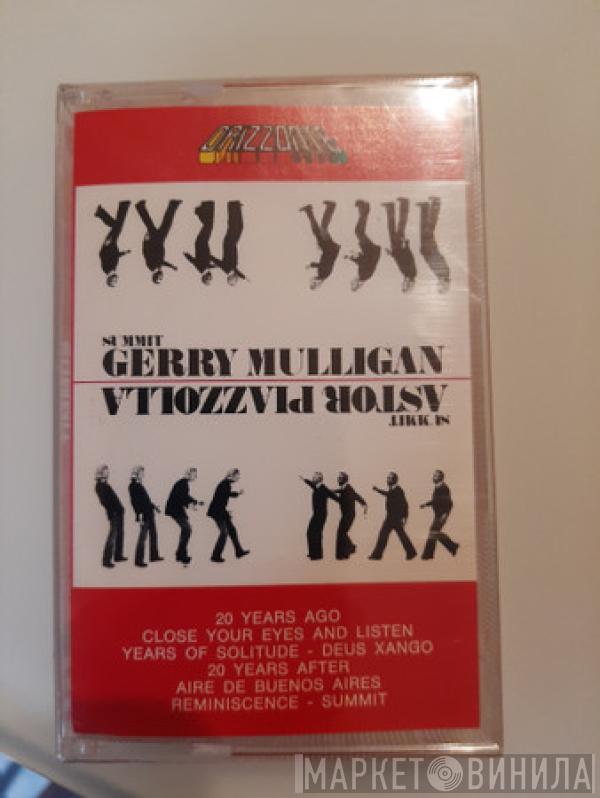 ORIZZONTE
SUMMIT
GERRY MULLIGAN
ASTOR PIAZZOLLA
SUMMIT
20 YEARS AGO
CLOSE YOUR EYES AND LISTEN
YEARS OF SOLITUDE - DEUS XANGO
20 YEARS AFTER
AIRE DE BUENOS AIRES
REMINISCENCE - SUMMIT
МАРКЕТ ВИНИЛА